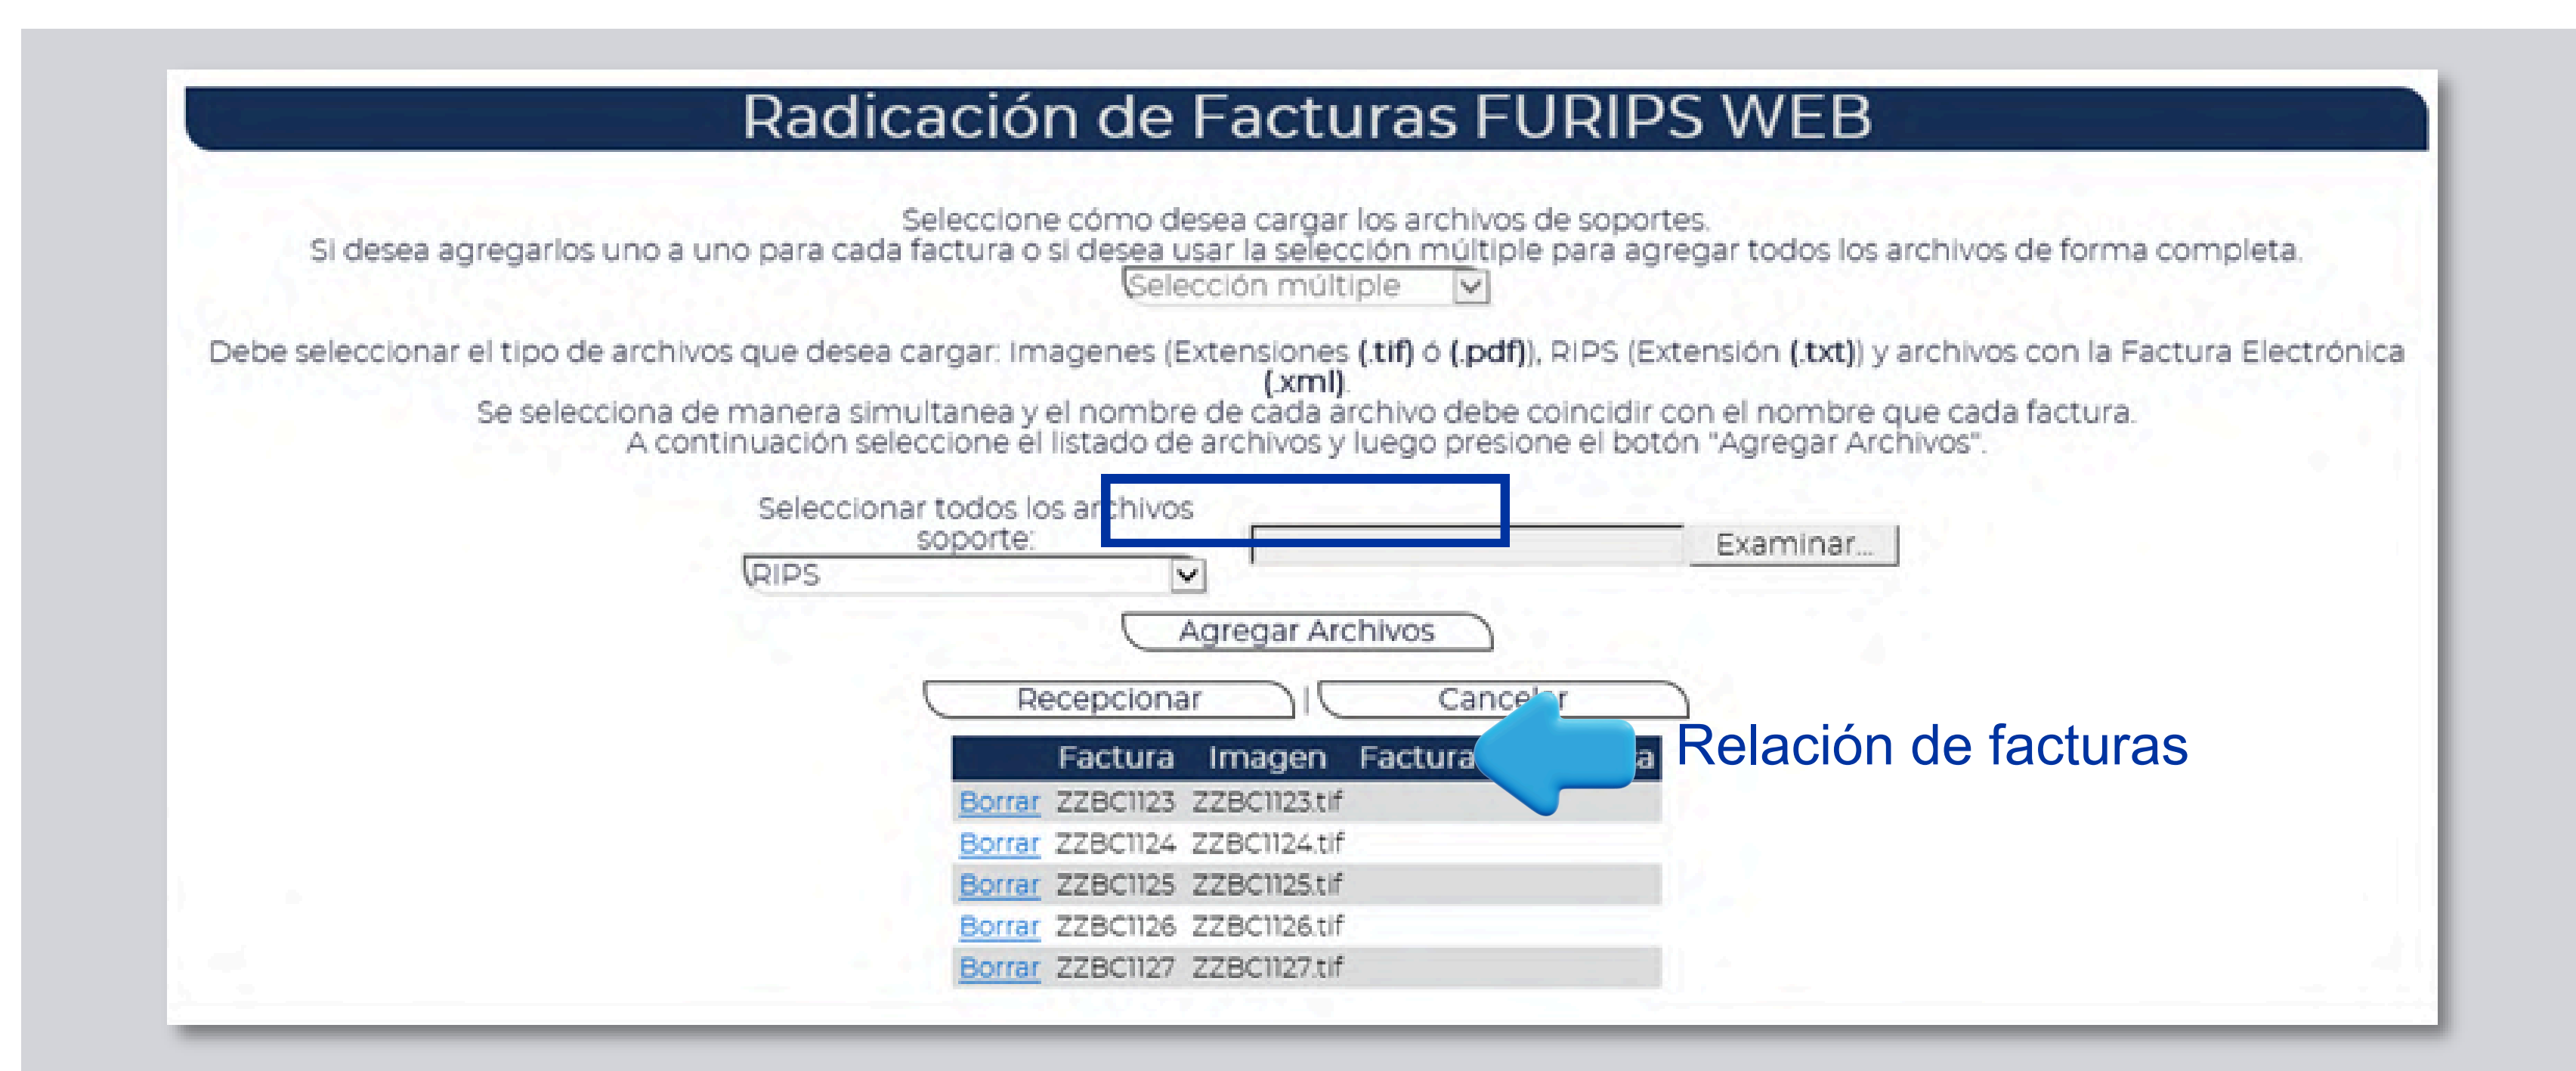 Radicación de Facturas FURIPS WEB
Seleccione cómo desea cargar los archivos de soportes.
Si desea agregarlos uno a uno para cada factura o si desea usar la selección múltiple para agregar todos los archivos de forma completa.
Selección múltiple
Debe seleccionar el tipo de archivos que desea cargar: Imagenes (Extensiones (.tif) ó (.pdf)), RIPS (Extensión (.txt)) y archivos con la Factura Electrónica
(.xml).
Se selecciona de manera simultanea y el nombre de cada archivo debe coincidir con el nombre que cada factura.
A continuación seleccione el listado de archivos y luego presione el botón "Agregar Archivos".
Seleccionar todos los archivos
soporte:
Examinar...
RIPS
Agregar Archivos
Recepcionar | Cancelar
Factura Imagen Factura
Relación de facturas
Borrar ZZBC1123 ZZBC1123.tif
Borrar ZZBC1124 ZZBC1124.tif
Borrar ZZBC1125 ZZBC1125.tif
Borrar ZZBC1126 ZZBC1126.tif
Borrar ZZBC1127 ZZBC1127.tif